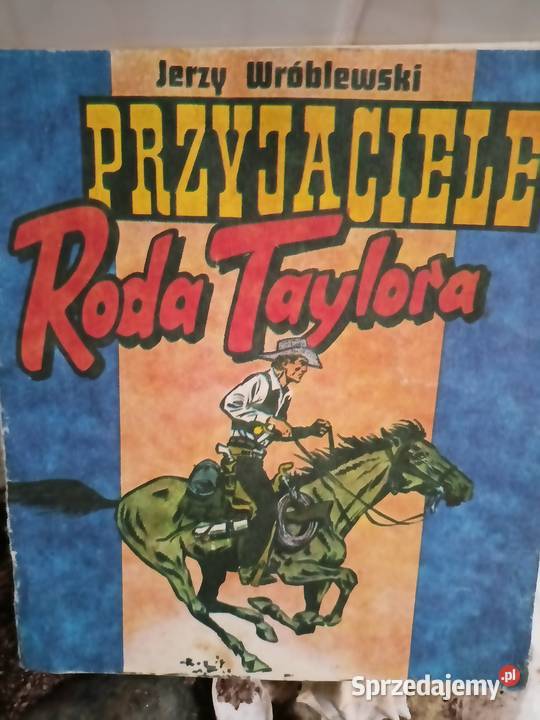 Jerzy Wróblewski
PRZYJACIELE
Roda Taylora
Sprzedajemy.pl